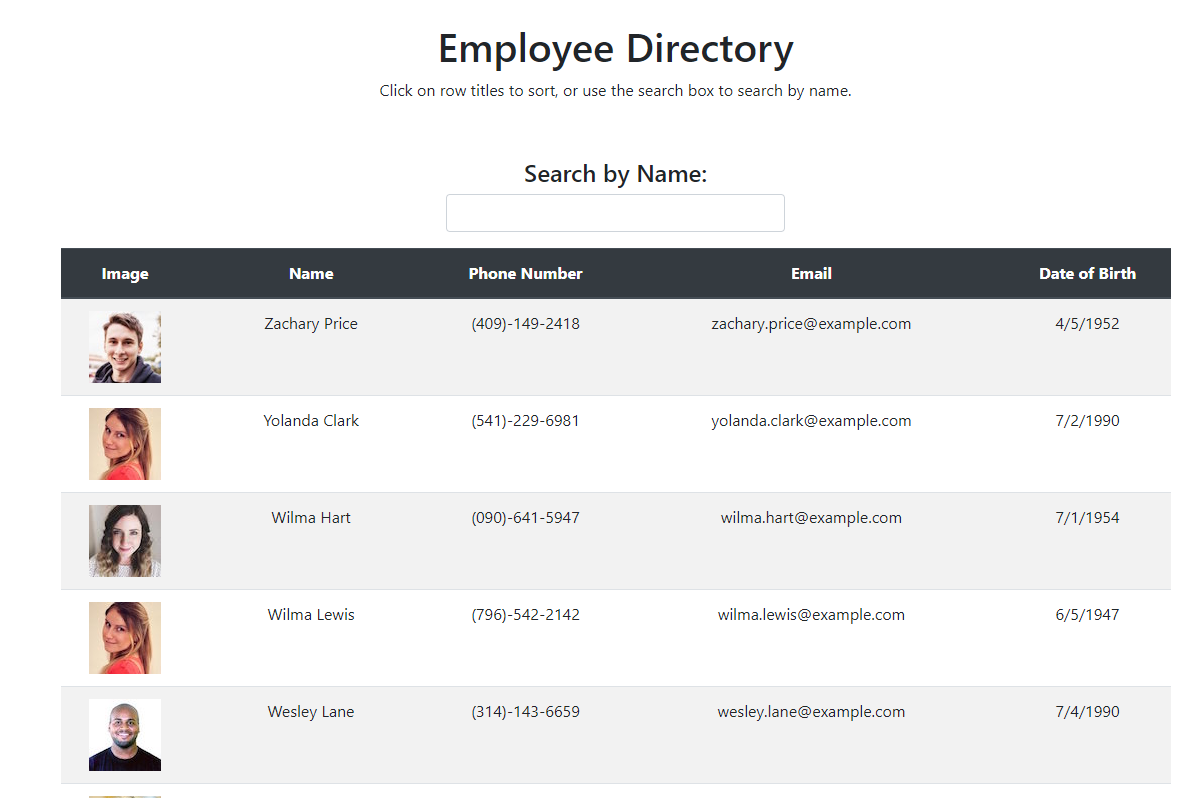 Employee Directory
Click on row titles to sort, or use the search box to search by name.
Search by Name:
Image Name Phone Number Email Date of Birth
Zachary Price (409)-149-2418 zachary.price@example.com 4/5/1952
Yolanda Clark (541)-229-6981 yolanda.clark@example.com 7/2/1990
Wilma Hart (090)-641-5947 wilma.hart@example.com 7/1/1954
Wilma Lewis (796)-542-2142 wilma.lewis@example.com 6/5/1947
Wesley Lane (314)-143-6659 wesley.lane@example.com 7/4/1990